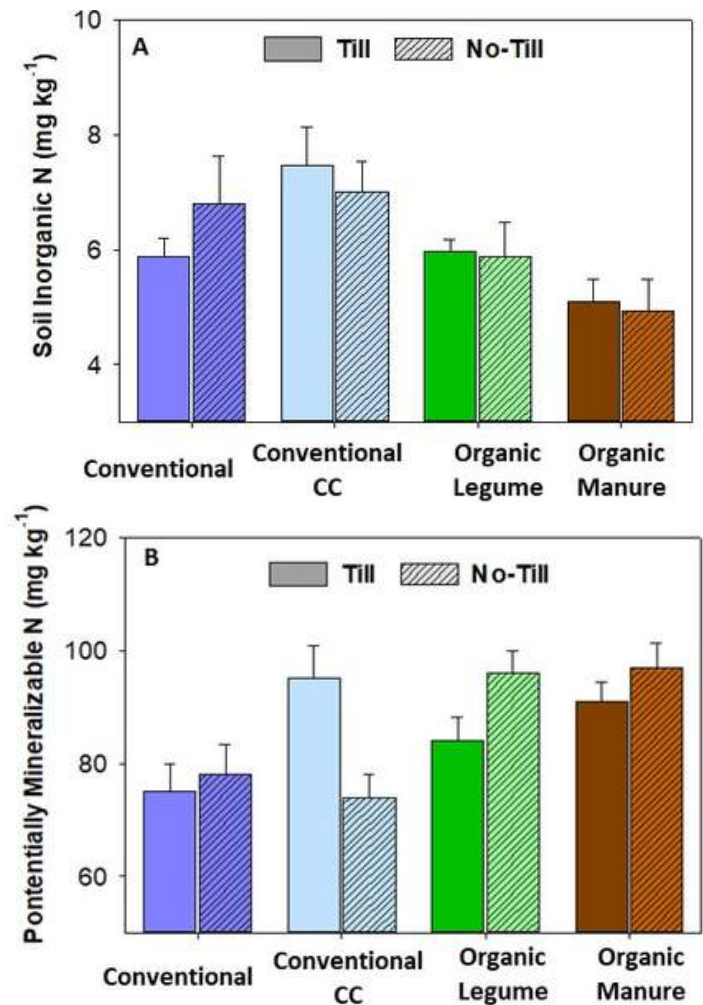 10
A
Till
No-Till
8
6
4
Soil Inorganic N (mg kg⁻¹)
Conventional
Conventional
CC
Organic
Legume
Organic
Manure
120
B
Till
No-Till
100
80
60
Pontentially Mineralizable N (mg kg⁻¹)
Conventional
Conventional
CC
Organic
Legume
Organic
Manure